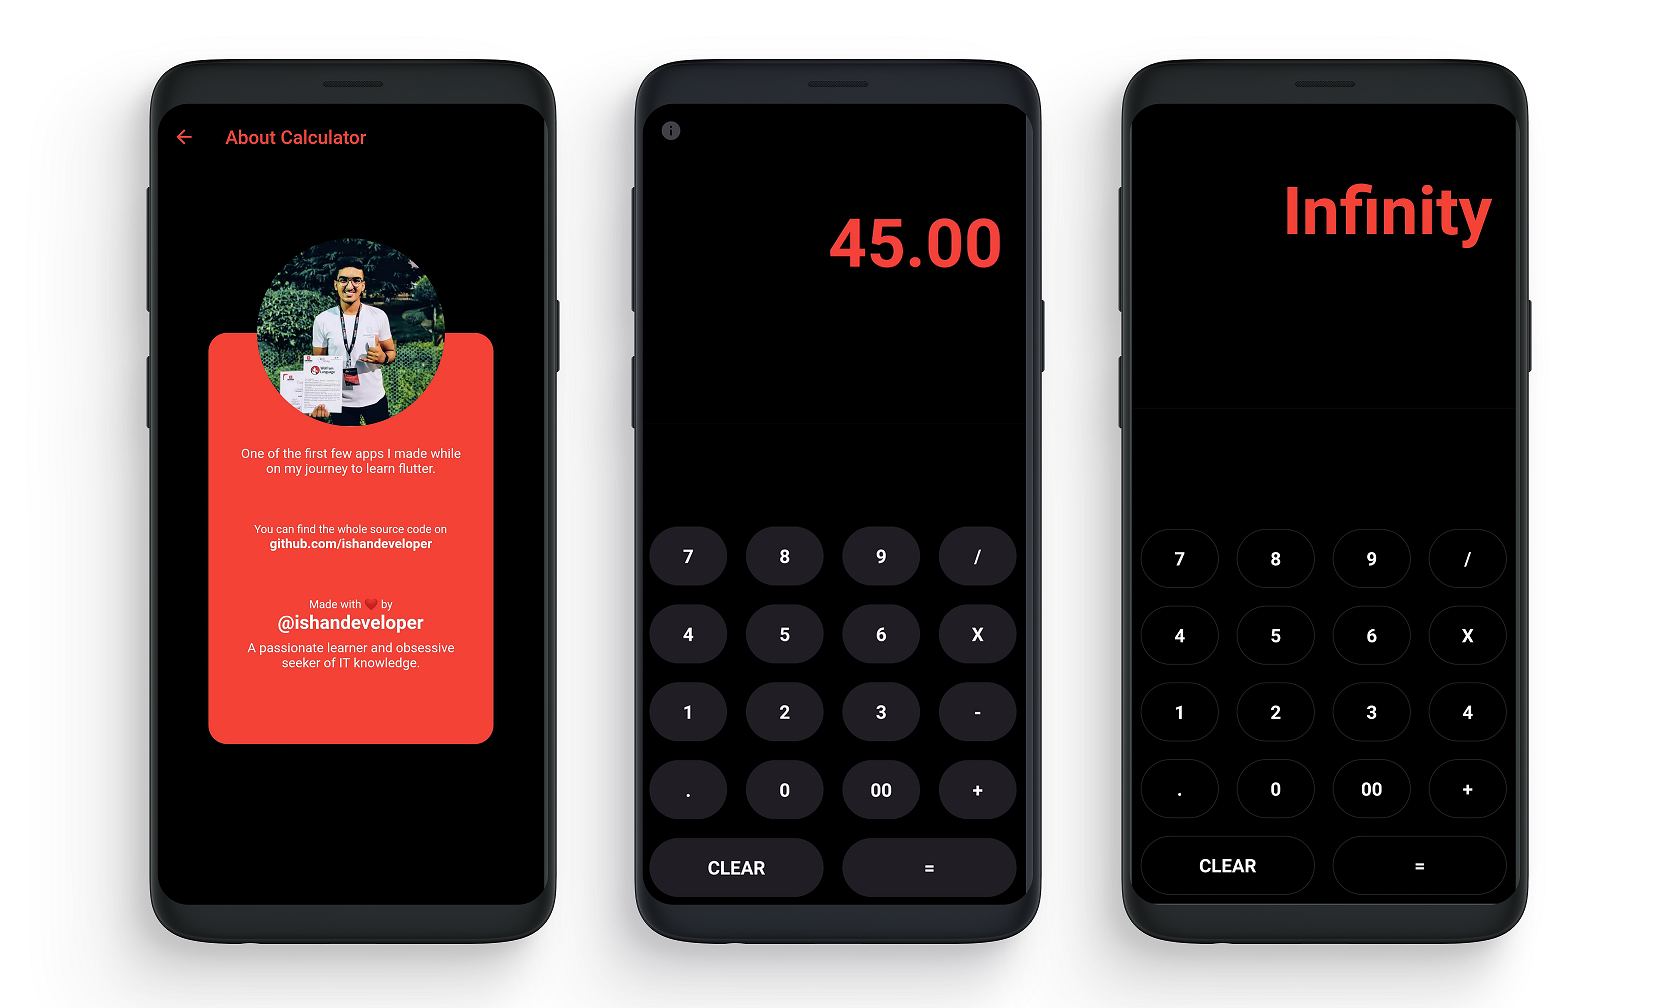 About Calculator
One of the first few apps I made while
on my journey to learn flutter.
You can find the whole source code on
github.com/ishandeveloper
Made with ❤️ by
@ishandeveloper
A passionate learner and obsessive
seeker of IT knowledge.
i
45.00
7 8 9 /
4 5 6 X
1 2 3 -
. 0 00 +
CLEAR =
Infinity
7 8 9 /
4 5 6 X
1 2 3 4
. 0 00 +
CLEAR =